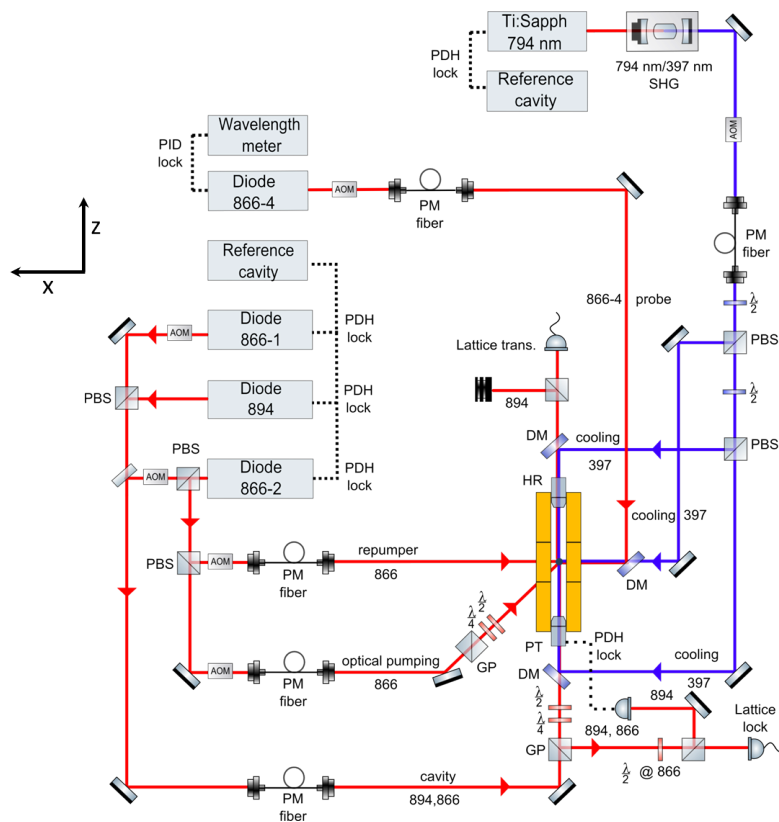 Ti:Sapph
794 nm
PDH
lock
Reference
cavity
794 nm/397 nm
SHG
AOM
Wavelength
meter
PID
lock
Diode
866-4
AOM
PM
fiber
PM
fiber
Z
X
Reference
cavity
λ
2
866-4 probe
Diode
866-1
AOM
PDH
lock
Lattice trans.
PBS
λ
2
PBS
Diode
894
PDH
lock
894
PBS
DM
cooling
397
PBS
AOM
Diode
866-2
PDH
lock
HR
cooling 397
PBS
AOM
PM
fiber
repumper
866
DM
λ
2
λ
4
PT
PDH
lock
AOM
PM
fiber
optical pumping
866
GP
DM
cooling
397
894
λ
2
λ
4
894, 866
Lattice
lock
GP
λ
2
@ 866
PM
fiber
cavity
894,866